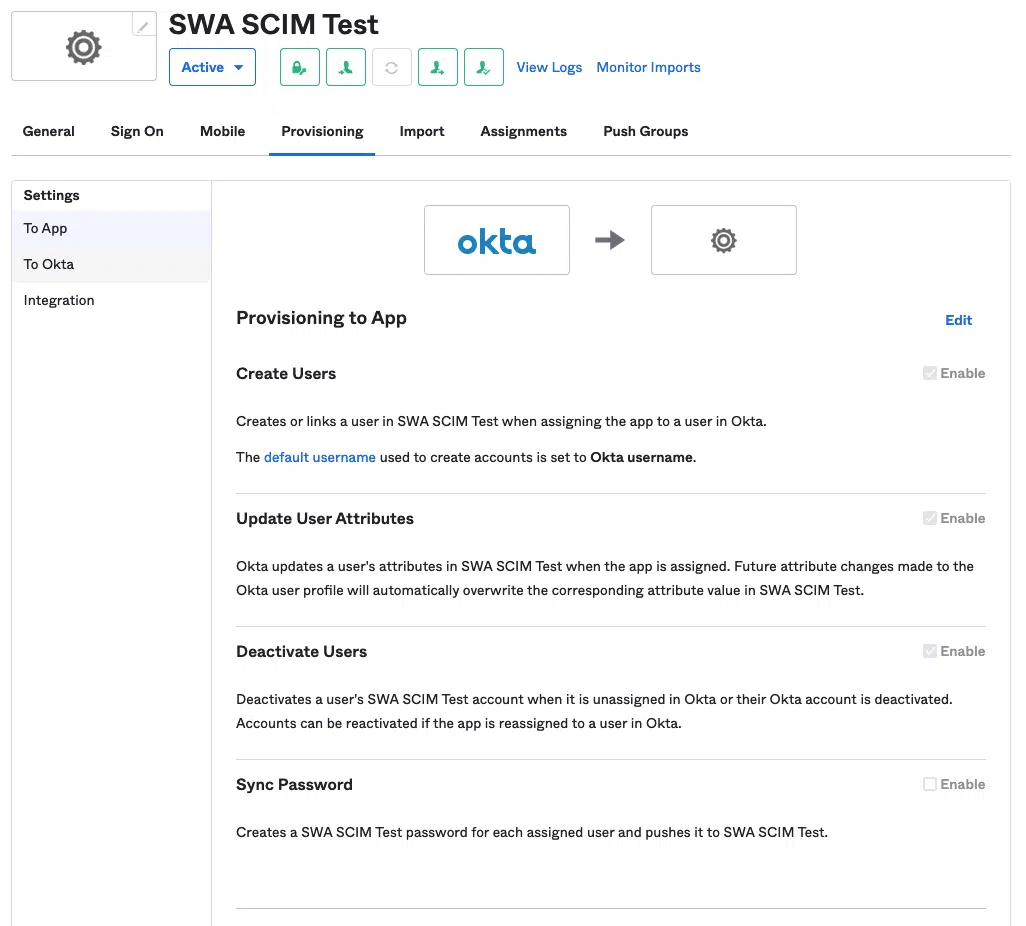 SWA SCIM Test
Active
View Logs
Monitor Imports
General
Sign On
Mobile
Provisioning
Import
Assignments
Push Groups
Settings
To App
To Okta
Integration
okta
Provisioning to App
Edit
Create Users
Enable
Creates or links a user in SWA SCIM Test when assigning the app to a user in Okta.
The default username used to create accounts is set to Okta username.
Update User Attributes
Enable
Okta updates a user's attributes in SWA SCIM Test when the app is assigned. Future attribute changes made to the
Okta user profile will automatically overwrite the corresponding attribute value in SWA SCIM Test.
Deactivate Users
Enable
Deactivates a user's SWA SCIM Test account when it is unassigned in Okta or their Okta account is deactivated.
Accounts can be reactivated if the app is reassigned to a user in Okta.
Sync Password
Enable
Creates a SWA SCIM Test password for each assigned user and pushes it to SWA SCIM Test.